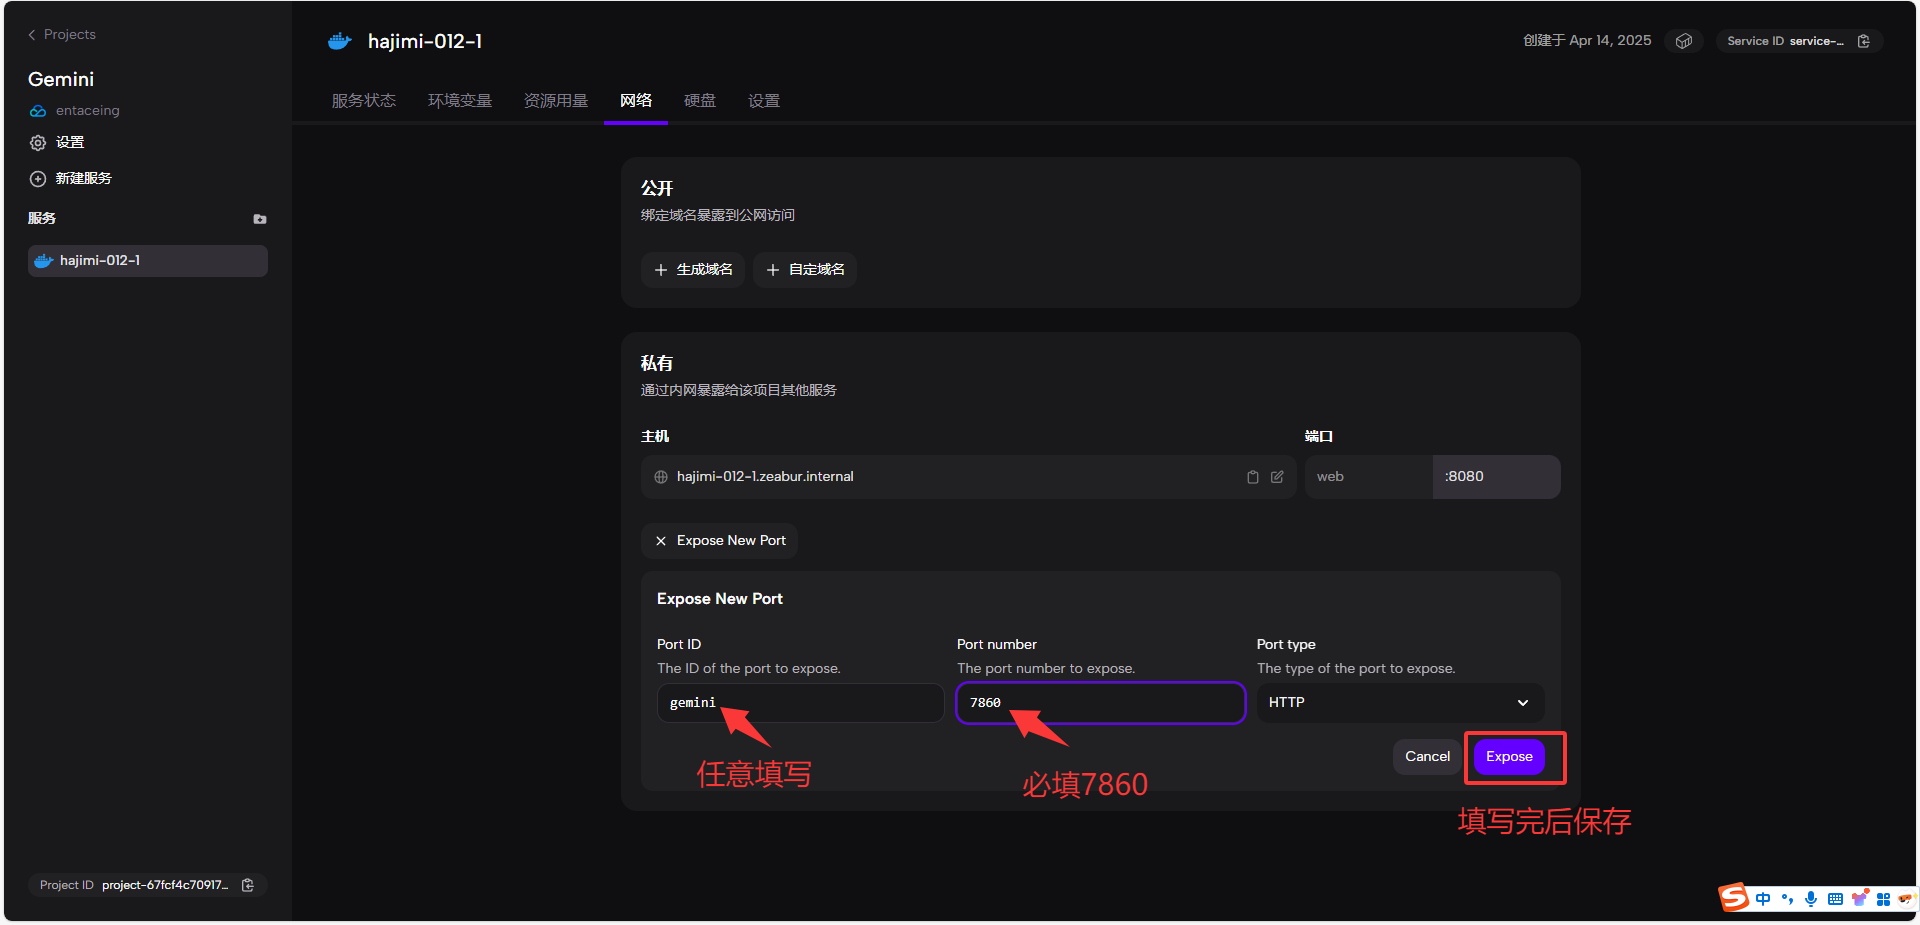 Projects
Gemini
entaceing
设置
新建服务
服务
hajimi-012-1
Project ID project-67fcf4c70917...
hajimi-012-1
创建于 Apr 14, 2025
Service ID service-...
服务状态 环境变量 资源用量 网络 硬盘 设置
公开
绑定域名暴露到公网访问
生成域名 自定域名
私有
通过内网暴露给该项目其他服务
主机 端口
hajimi-012-1.zeabur.internal web :8080
Expose New Port
Expose New Port
Port ID Port number Port type
The ID of the port to expose. The port number to expose. The type of the port to expose.
gemini 7860 HTTP
Cancel Expose
任意填写 必填7860
填写完后保存
S 中